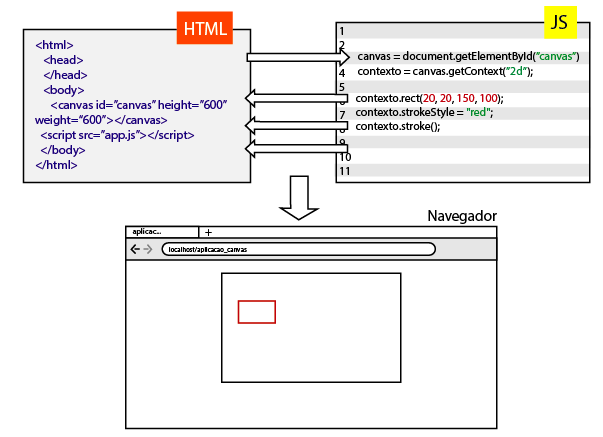 HTML
<html>
<head>
</head>
<body>
<canvas id="canvas" height="600"
weight="600"></canvas>
<script src="app.js"></script>
</body>
</html>
JS
1
2
canvas = document.getElementById("canvas")
4 contexto = canvas.getContext("2d");
5
6 contexto.rect(20, 20, 150, 100);
7 contexto.strokeStyle = "red";
8 contexto.stroke();
9
10
11
Navegador
aplicac... +
localhost/aplicacao_canvas